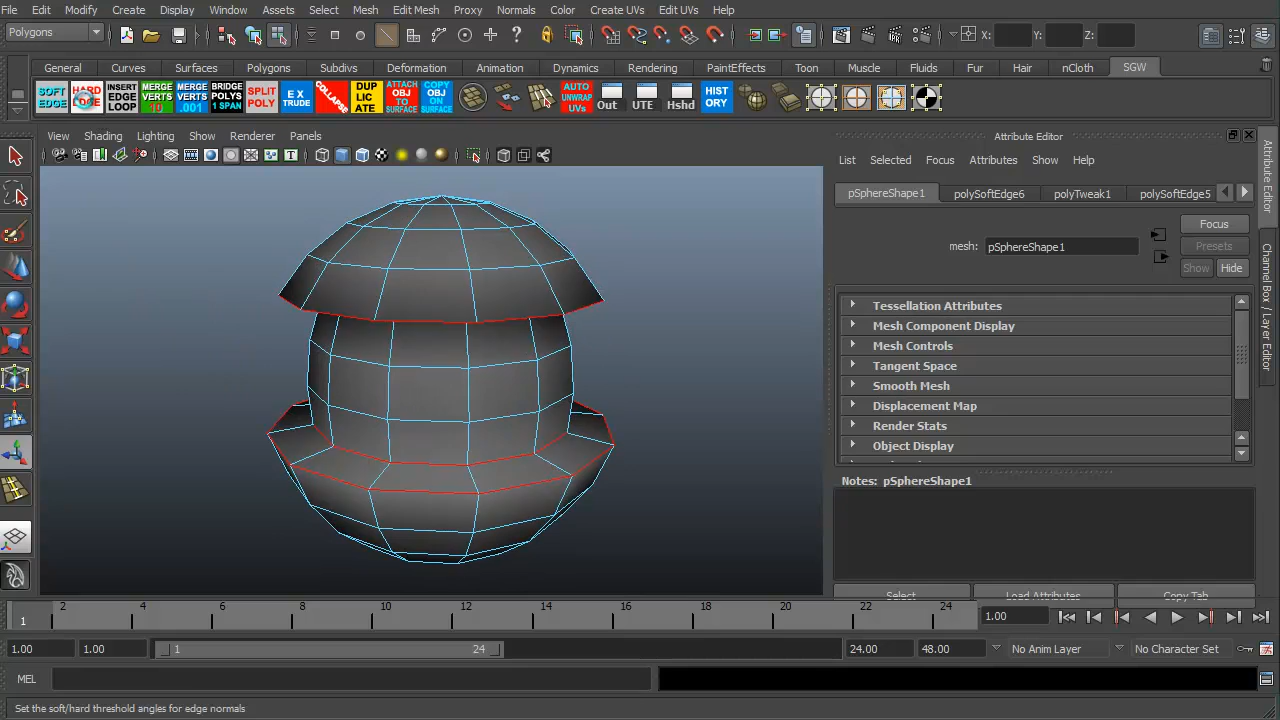 File Edit Modify Create Display Window Assets Select Mesh Edit Mesh Proxy Normals Color Create UVs Edit UVs Help
Polygons X: Y: Z:
General Curves Surfaces Polygons Subdivs Deformation Animation Dynamics Rendering PaintEffects Toon Muscle Fluids Fur Hair nCloth SGW
SOFT EDGE HARD EDGE INSERT EDGE LOOP MERGE VERTS 10 MERGE VERTS .001 BRIDGE POLYS 1 SPAN SPLIT POLY EX TRUDE COLLAPSE DUP LIC ATE ATTACH OBJ TO SURFACE COPY OBJ ON SURFACE AUTO UNWRAP UVs Out UTE Hshd HIST ORY
View Shading Lighting Show Renderer Panels
Attribute Editor
List Selected Focus Attributes Show Help
pSphereShape1 polySoftEdge6 polyTweak1 polySoftEdge5
Focus
mesh: pSphereShape1
Presets
Show Hide
Tessellation Attributes
Mesh Component Display
Mesh Controls
Tangent Space
Smooth Mesh
Displacement Map
Render Stats
Object Display
Notes: pSphereShape1
Select Load Attributes Copy Tab
Attribute Editor
Channel Box / Layer Editor
1 2 4 6 8 10 12 14 16 18 20 22 24 1.00
1.00 1.00 1 24 24.00 48.00 No Anim Layer No Character Set
MEL
Set the soft/hard threshold angles for edge normals